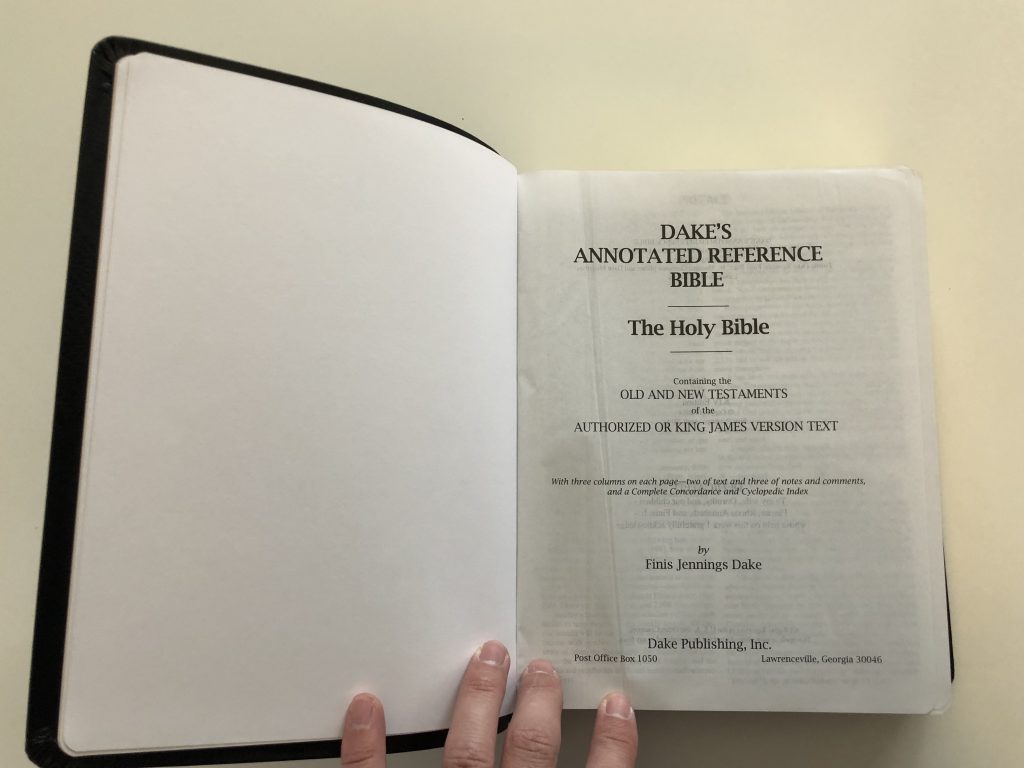 DAKE'S
ANNOTATED REFERENCE
BIBLE
The Holy Bible
Containing the
OLD AND NEW TESTAMENTS
of the
AUTHORIZED OR KING JAMES VERSION TEXT
With three columns on each page—two of text and three of notes and comments,
and a Complete Concordance and Cyclopedic Index
by
Finis Jennings Dake
Dake Publishing, Inc.
Post Office Box 1050 Lawrenceville, Georgia 30046